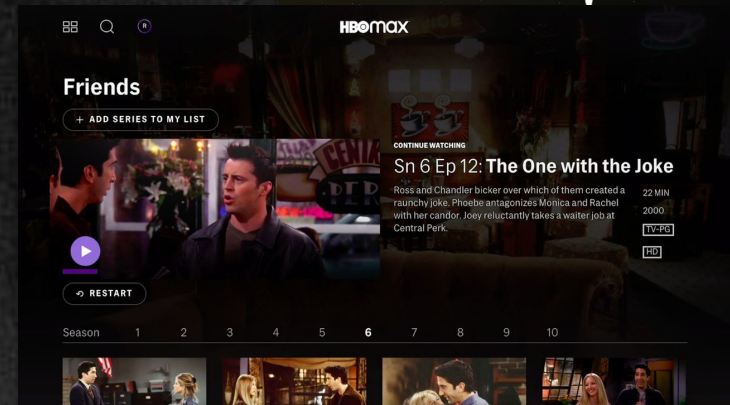 R
HBOMAX
Friends
+ ADD SERIES TO MY LIST
CENTR
PER
CONTINUE WATCHING
Sn 6 Ep 12: The One with the Joke
Ross and Chandler bicker over which of them created a
raunchy joke. Phoebe antagonizes Monica and Rachel
with her candor. Joey reluctantly takes a waiter job at
Central Perk.
22 MIN
2000
TV-PG
HD
RESTART
Season 1 2 3 4 5 6 7 8 9 10